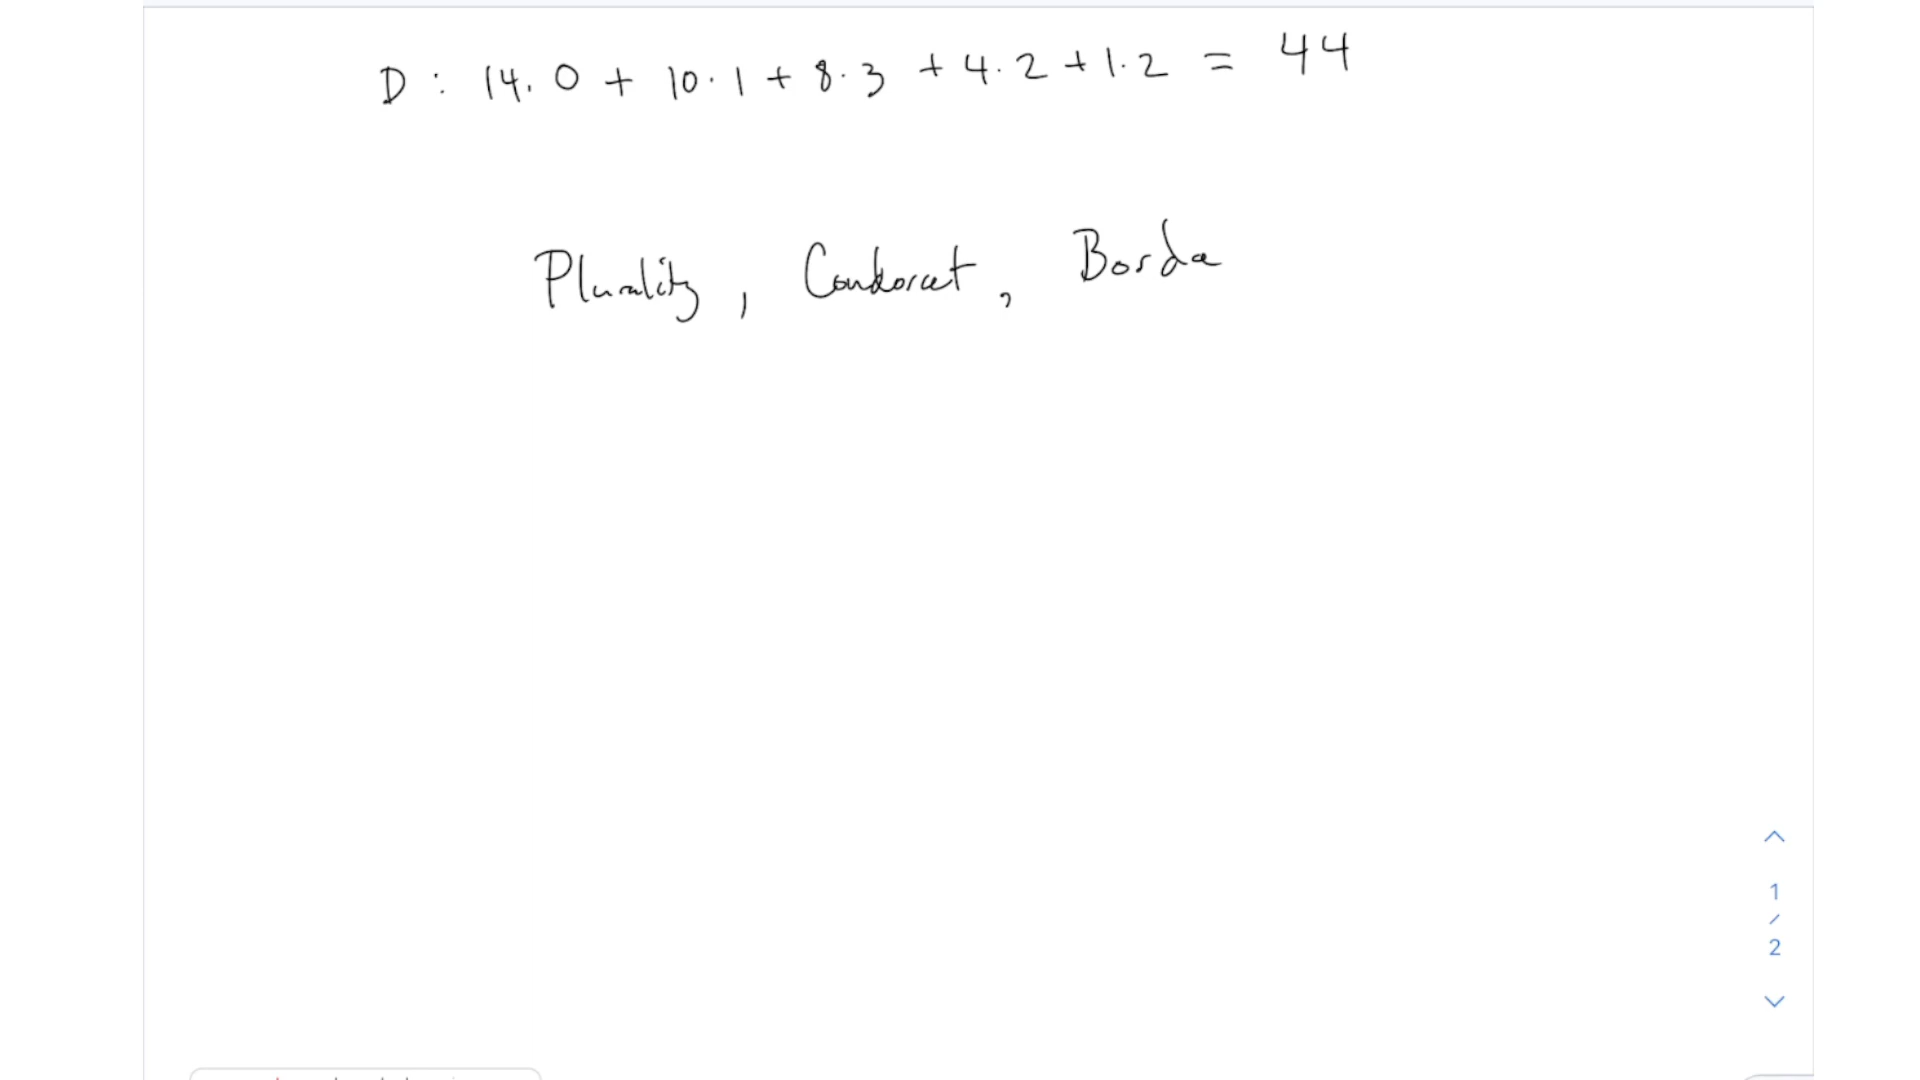 D : 14. 0 + 10 · 1 + 8 · 3 + 4 · 2 + 1 · 2 = 44
Plurality, Condorcet, Borda
1
/
2